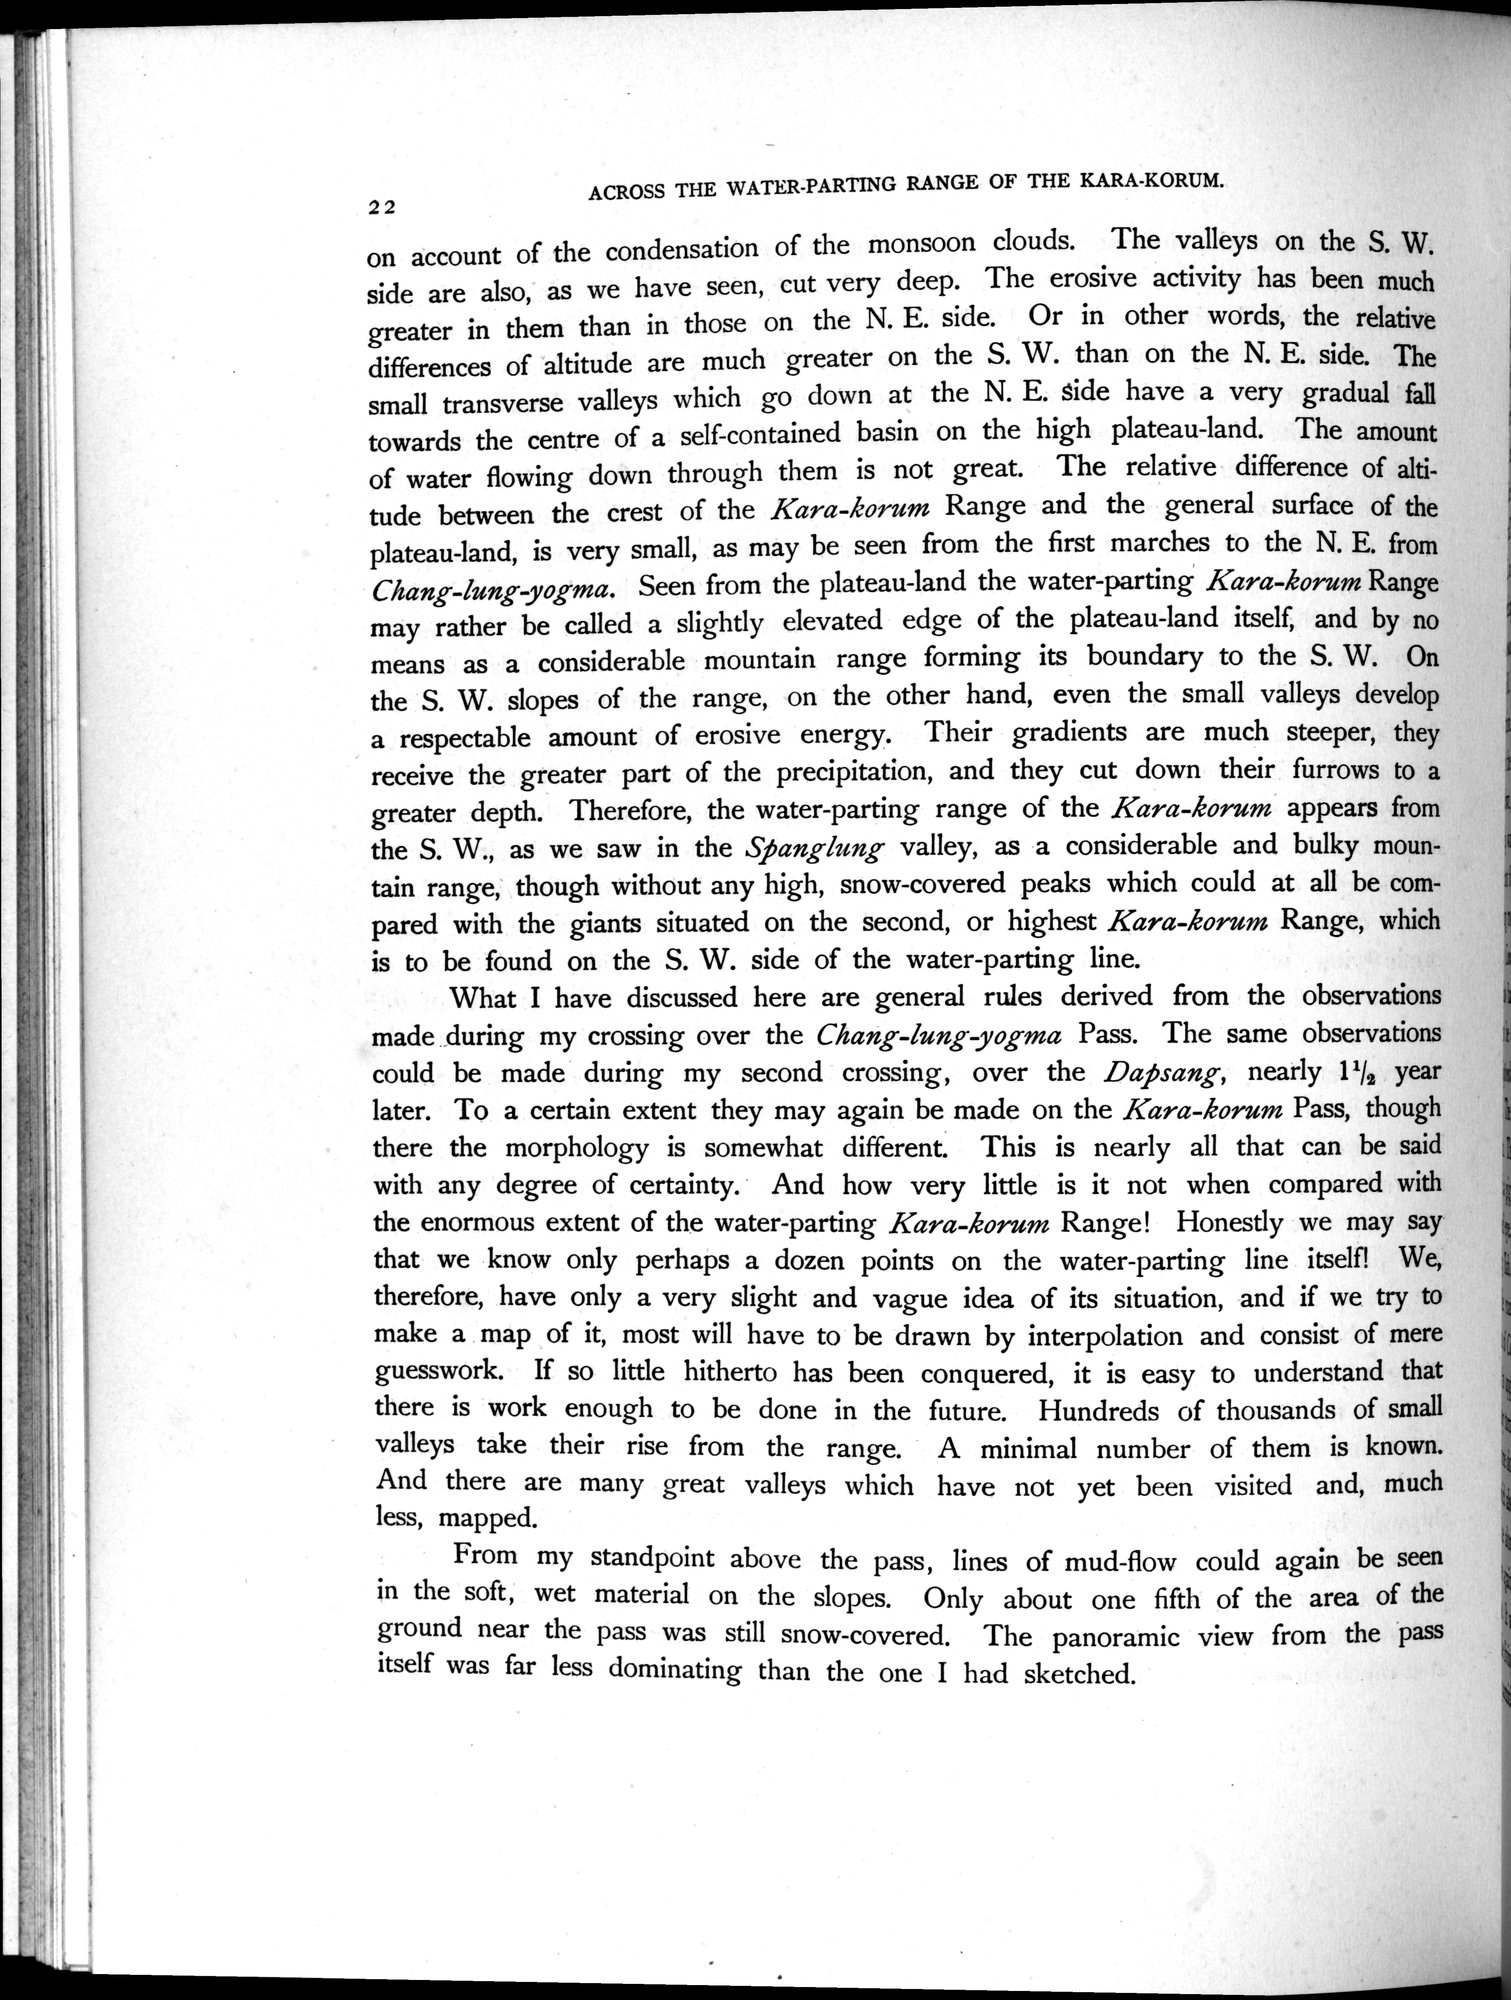 22
ACROSS THE WATER-PARTING RANGE OF THE KARA-KORUM.
on account of the condensation of the monsoon clouds. The valleys on the S. W.
side are also, as we have seen, cut very deep. The erosive activity has been much
greater in them than in those on the N. E. side. Or in other words, the relative
differences of altitude are much greater on the S. W. than on the N. E. side. The
small transverse valleys which go down at the N. E. side have a very gradual fall
towards the centre of a self-contained basin on the high plateau-land. The amount
of water flowing down through them is not great. The relative difference of alti-
tude between the crest of the Kara-korum Range and the general surface of the
plateau-land, is very small, as may be seen from the first marches to the N. E. from
Chang-lung-yogma. Seen from the plateau-land the water-parting Kara-korum Range
may rather be called a slightly elevated edge of the plateau-land itself, and by no
means as a considerable mountain range forming its boundary to the S. W. On
the S. W. slopes of the range, on the other hand, even the small valleys develop
a respectable amount of erosive energy. Their gradients are much steeper, they
receive the greater part of the precipitation, and they cut down their furrows to a
greater depth. Therefore, the water-parting range of the Kara-korum appears from
the S. W., as we saw in the Spanglung valley, as a considerable and bulky moun-
tain range, though without any high, snow-covered peaks which could at all be com-
pared with the giants situated on the second, or highest Kara-korum Range, which
is to be found on the S. W. side of the water-parting line.
What I have discussed here are general rules derived from the observations
made during my crossing over the Chang-lung-yogma Pass. The same observations
could be made during my second crossing, over the Dapsang, nearly 1½ year
later. To a certain extent they may again be made on the Kara-korum Pass, though
there the morphology is somewhat different. This is nearly all that can be said
with any degree of certainty. And how very little is it not when compared with
the enormous extent of the water-parting Kara-korum Range! Honestly we may say
that we know only perhaps a dozen points on the water-parting line itself! We,
therefore, have only a very slight and vague idea of its situation, and if we try to
make a map of it, most will have to be drawn by interpolation and consist of mere
guesswork. If so little hitherto has been conquered, it is easy to understand that
there is work enough to be done in the future. Hundreds of thousands of small
valleys take their rise from the range. A minimal number of them is known.
And there are many great valleys which have not yet been visited and, much
less, mapped.
From my standpoint above the pass, lines of mud-flow could again be seen
in the soft, wet material on the slopes. Only about one fifth of the area of the
ground near the pass was still snow-covered. The panoramic view from the pass
itself was far less dominating than the one I had sketched.